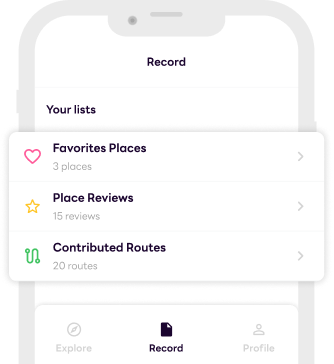 Record
Your lists
Favorites Places
3 places
Place Reviews
15 reviews
Contributed Routes
20 routes
Explore
Record
Profile